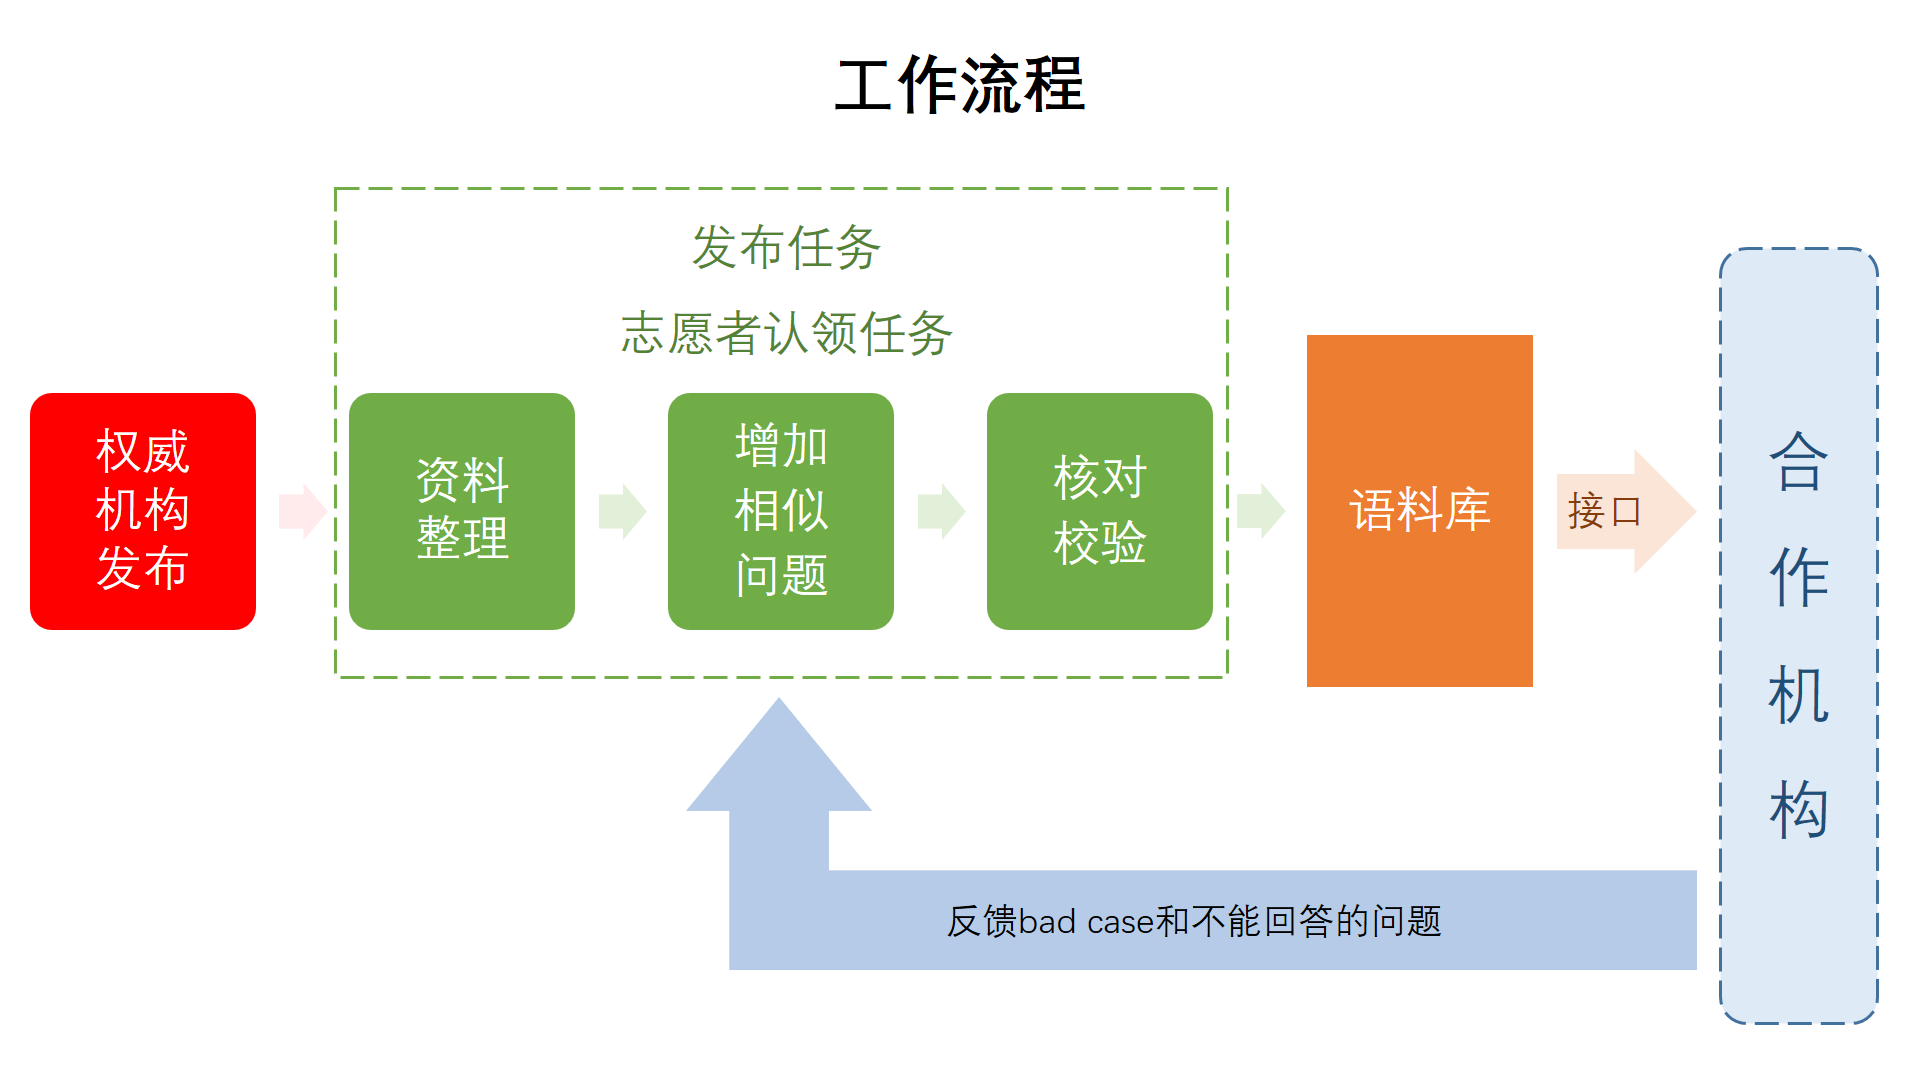 工作流程
发布任务
志愿者认领任务
权威
机构
发布
资料
整理
增加
相似
问题
核对
校验
语料库
接口
合
作
机
构
反馈bad case和不能回答的问题